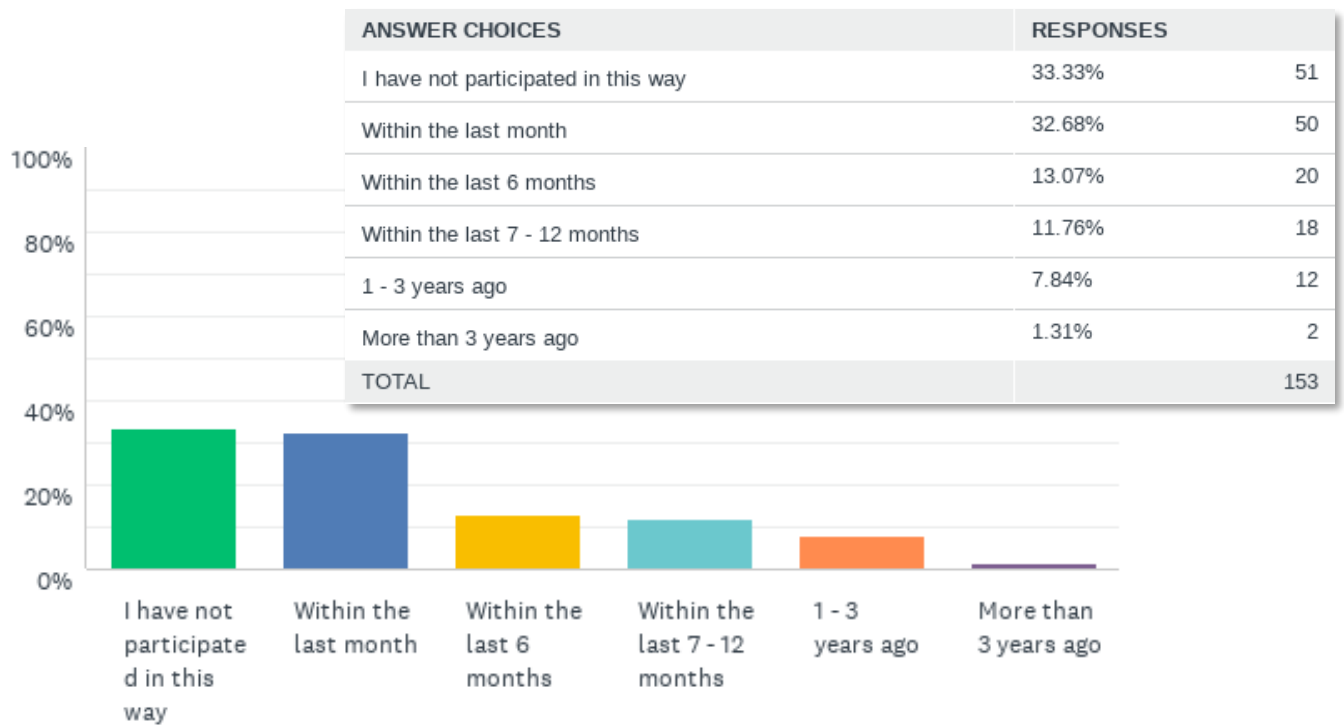 ANSWER CHOICES RESPONSES
I have not participated in this way 33.33% 51
Within the last month 32.68% 50
Within the last 6 months 13.07% 20
Within the last 7 - 12 months 11.76% 18
1 - 3 years ago 7.84% 12
More than 3 years ago 1.31% 2
TOTAL 153
100%
80%
60%
40%
20%
0%
I have not
participate
d in this
way
Within the
last month
Within the
last 6
months
Within the
last 7 - 12
months
1 - 3
years ago
More than
3 years ago